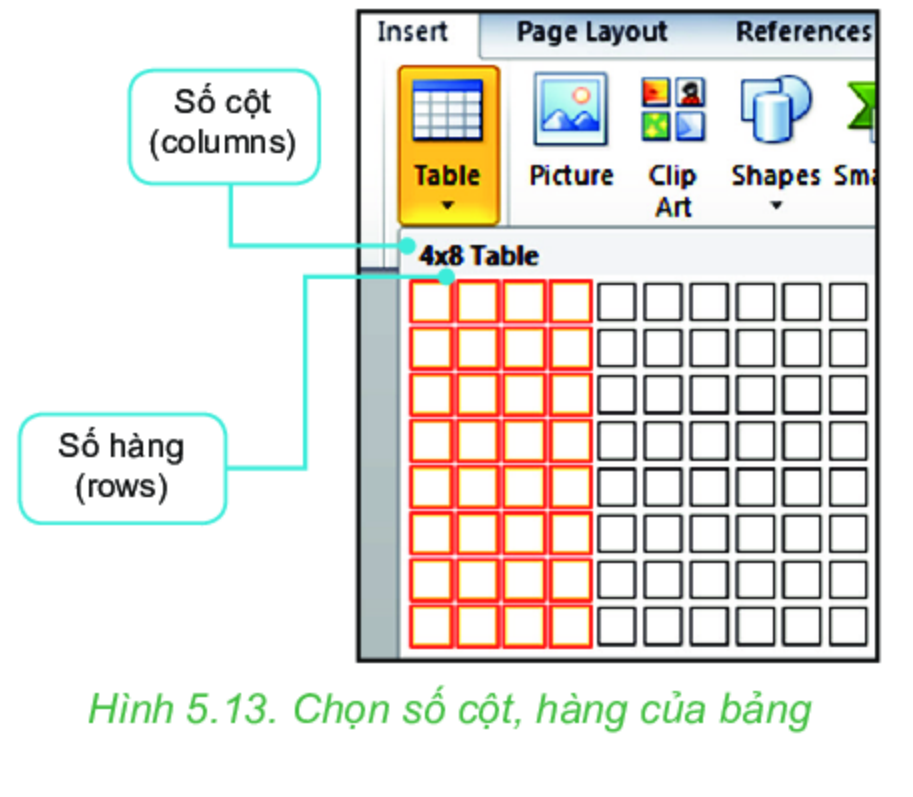 Insert Page Layout References
Số cột
(columns)
Table Picture Clip Art Shapes Sma
4x8 Table
Số hàng
(rows)
Hình 5.13. Chọn số cột, hàng của bảng